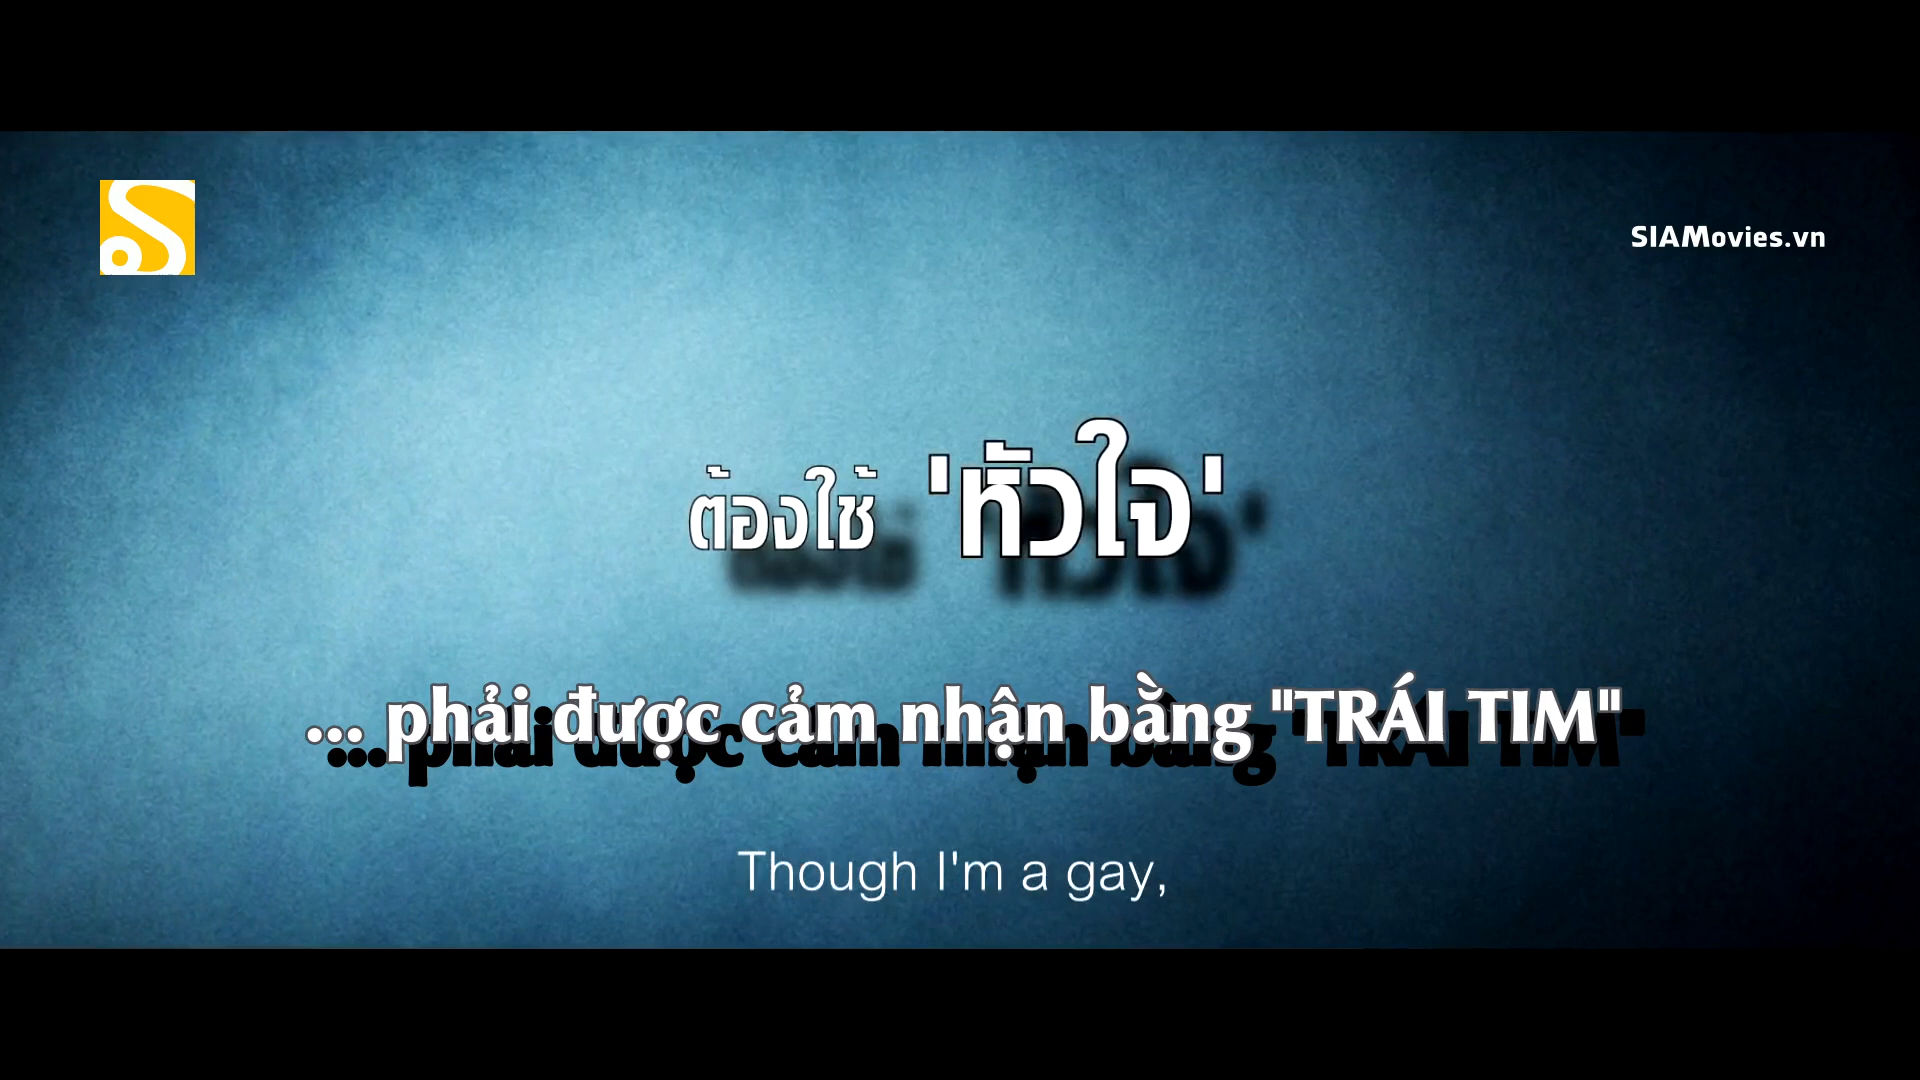 SIAMovies.vn
ต้องใช้ 'หัวใจ'
... phải được cảm nhận bằng "TRÁI TIM"
Though I'm a gay,